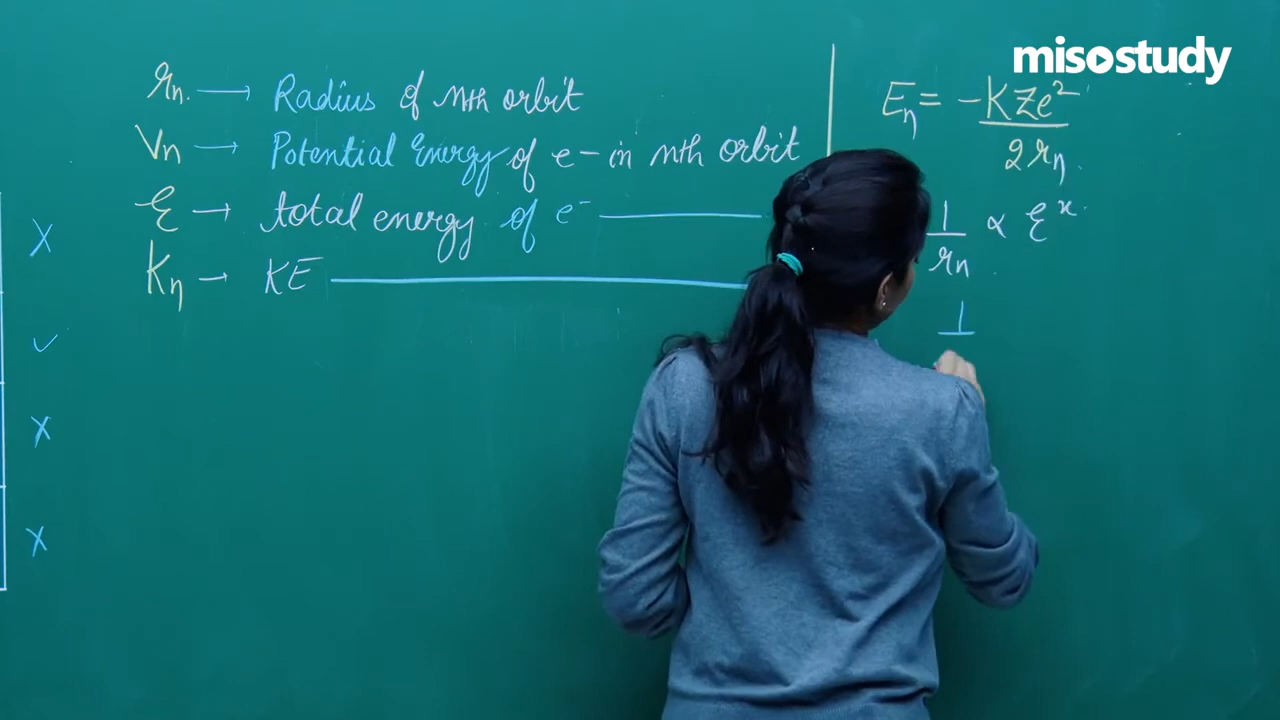 misostudy
rn → Radius of nth orbit
Vn → Potential Energy of e- in nth orbit
E → total energy of e-
Kn → KE
En = -KZe²
2rn
1 ∝ E^x
rn
1
X
✓
X
X